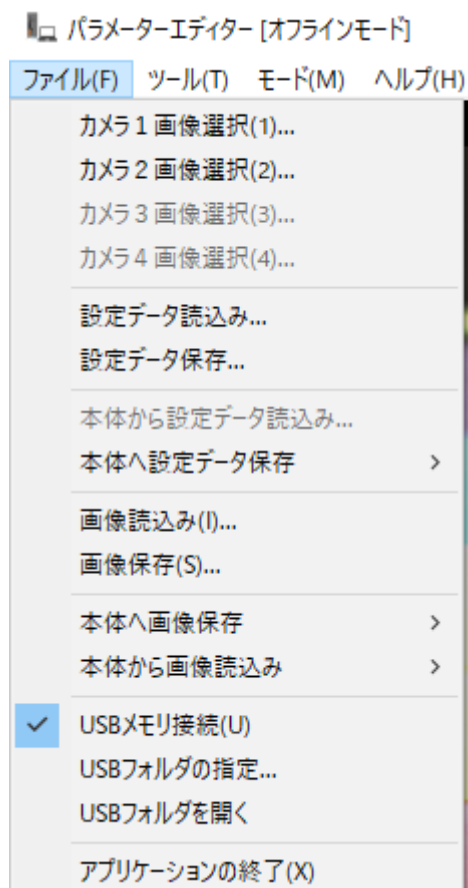 パラメーターエディター [オフラインモード]
ファイル(F) ツール(T) モード(M) ヘルプ(H)
カメラ1画像選択(1)...
カメラ2画像選択(2)...
カメラ3画像選択(3)...
カメラ4画像選択(4)...
設定データ読込み...
設定データ保存...
本体から設定データ読込み...
本体へ設定データ保存
画像読込み(I)...
画像保存(S)...
本体へ画像保存
本体から画像読込み
USBメモリ接続(U)
USBフォルダの指定...
USBフォルダを開く
アプリケーションの終了(X)